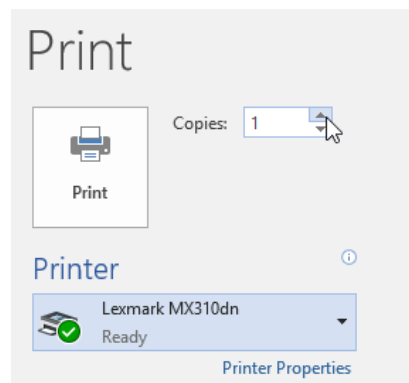 Print
Copies: 1
Print
Printer
Lexmark MX310dn
Ready
Printer Properties